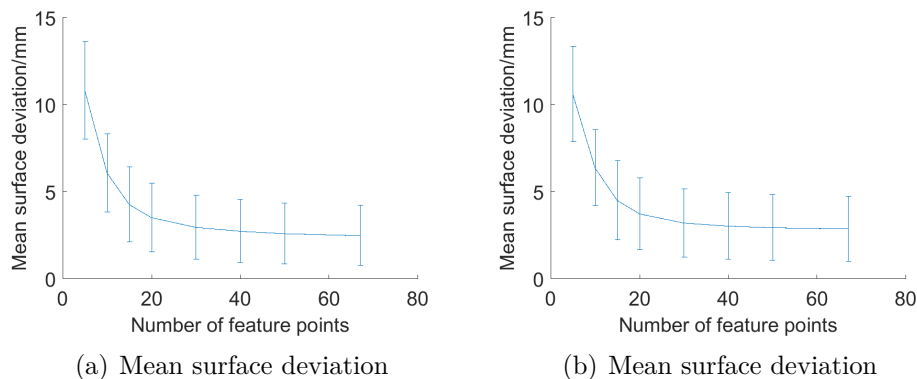 15
10
5
0
Mean surface deviation/mm
0 20 40 60 80
Number of feature points
(a) Mean surface deviation
15
10
5
0
Mean surface deviation/mm
0 20 40 60 80
Number of feature points
(b) Mean surface deviation